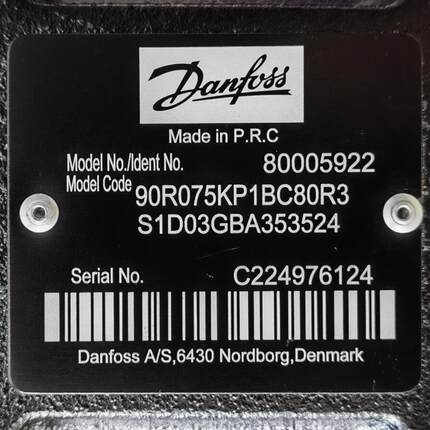 Danfoss
Made in P.R.C
Model No./Ident No. 80005922
Model Code 90R075KP1BC80R3
S1D03GBA353524
Serial No. C224976124
Danfoss A/S,6430 Nordborg,Denmark